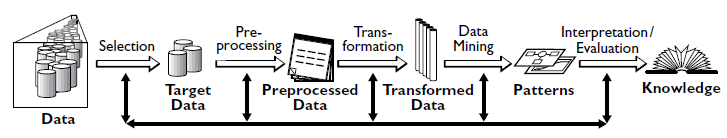 Data
Selection
Target
Data
Pre-
processing
Preprocessed
Data
Trans-
formation
Transformed
Data
Data
Mining
Patterns
Interpretation/
Evaluation
Knowledge